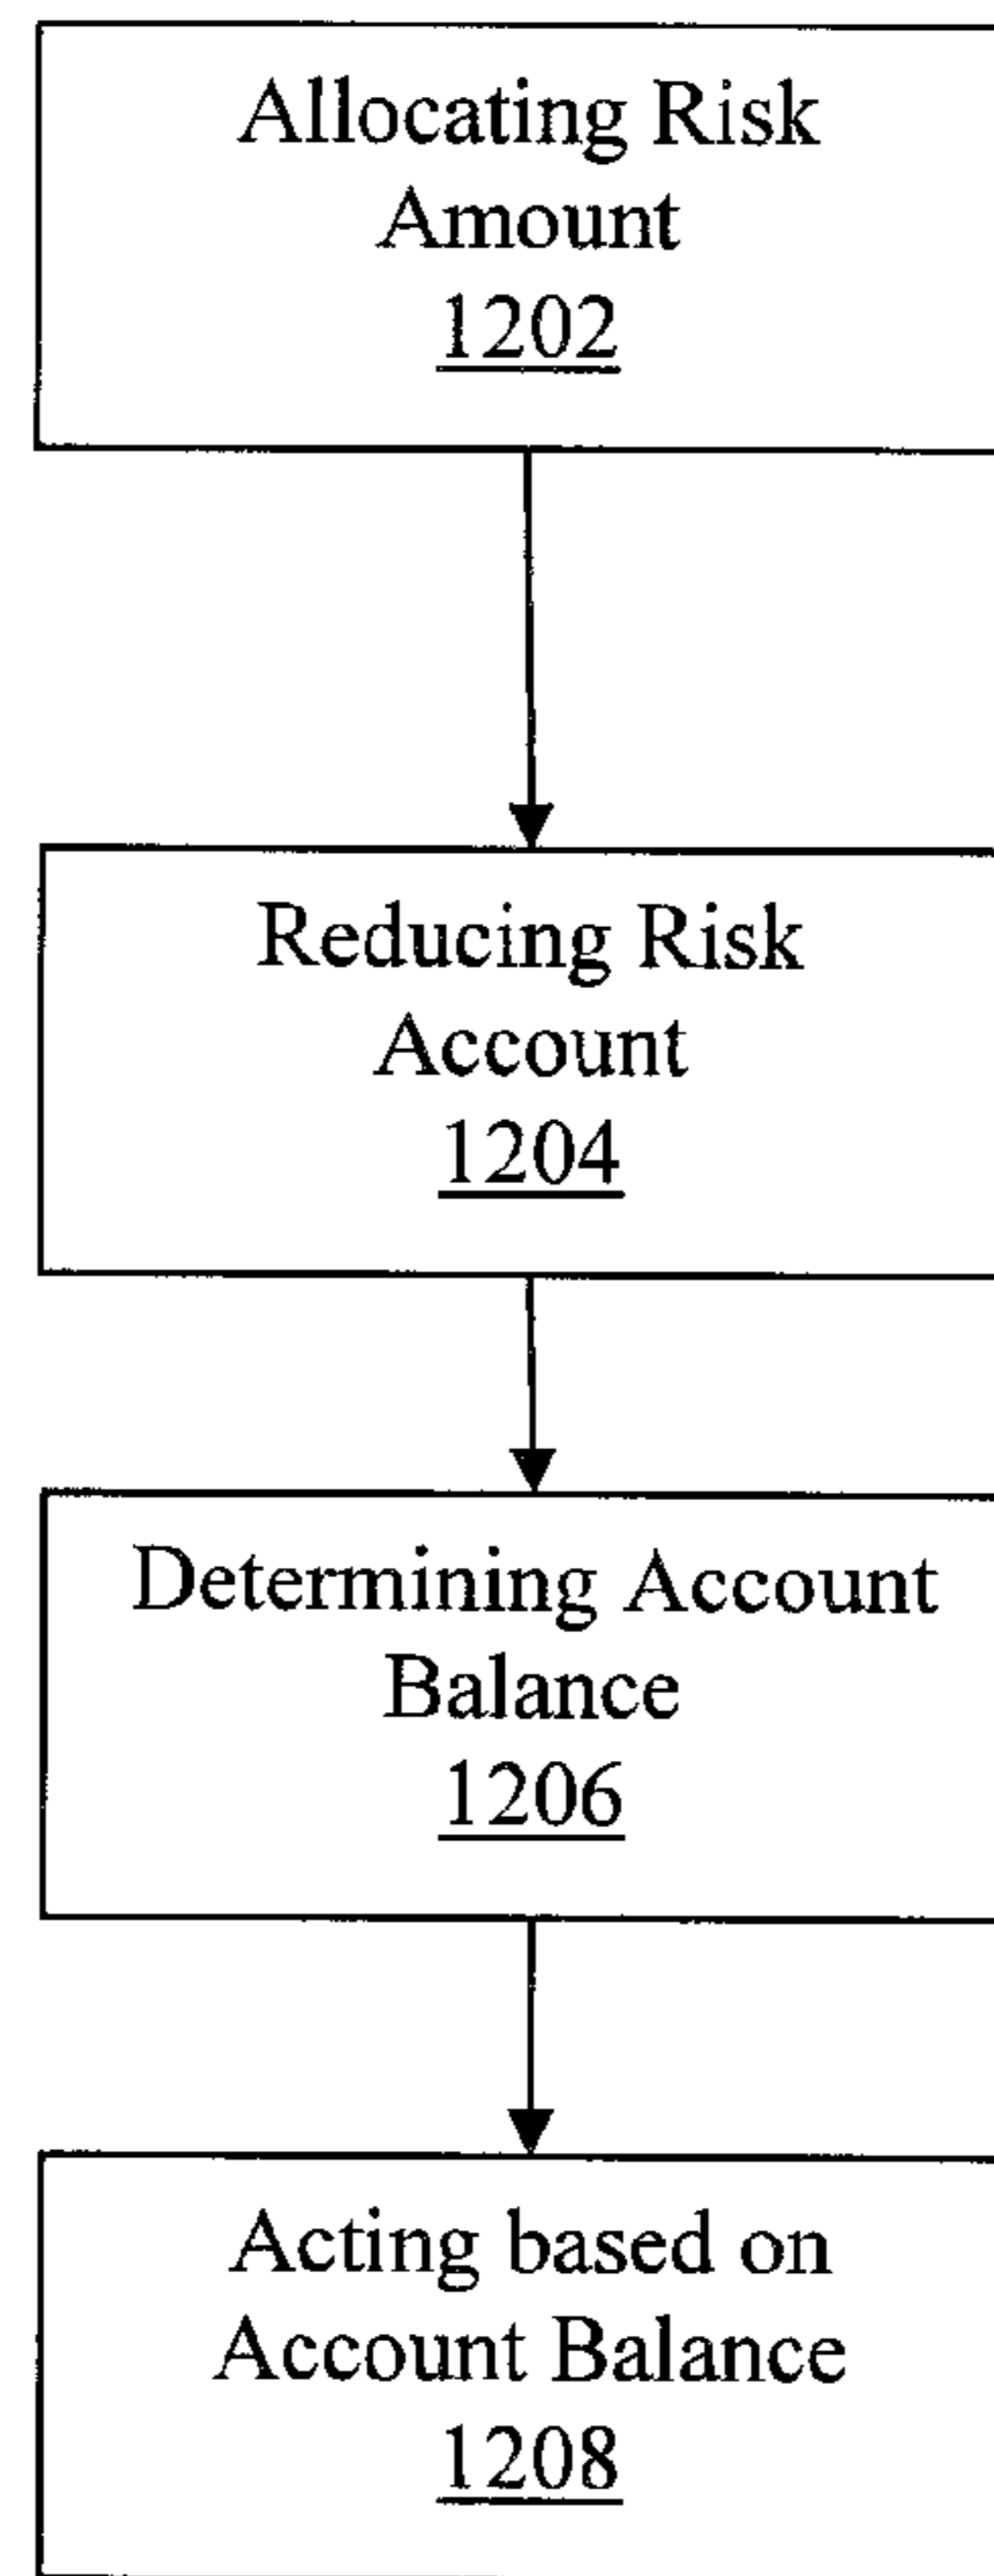 Allocating Risk
Amount
1202
Reducing Risk
Account
1204
Determining Account
Balance
1206
Acting based on
Account Balance
1208